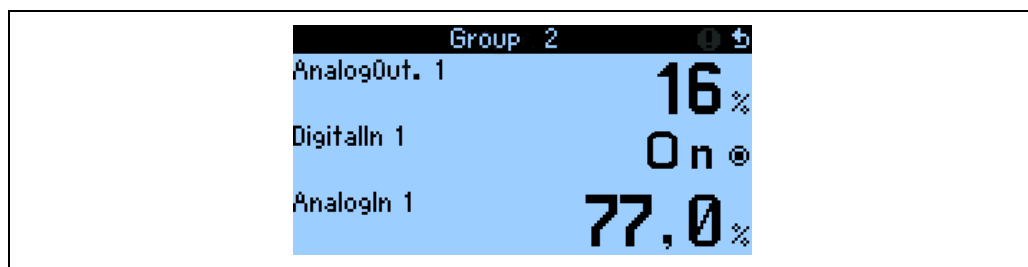 Group 2
AnalogOut. 1
16 %
DigitalIn 1
On
AnalogIn 1
77,0 %